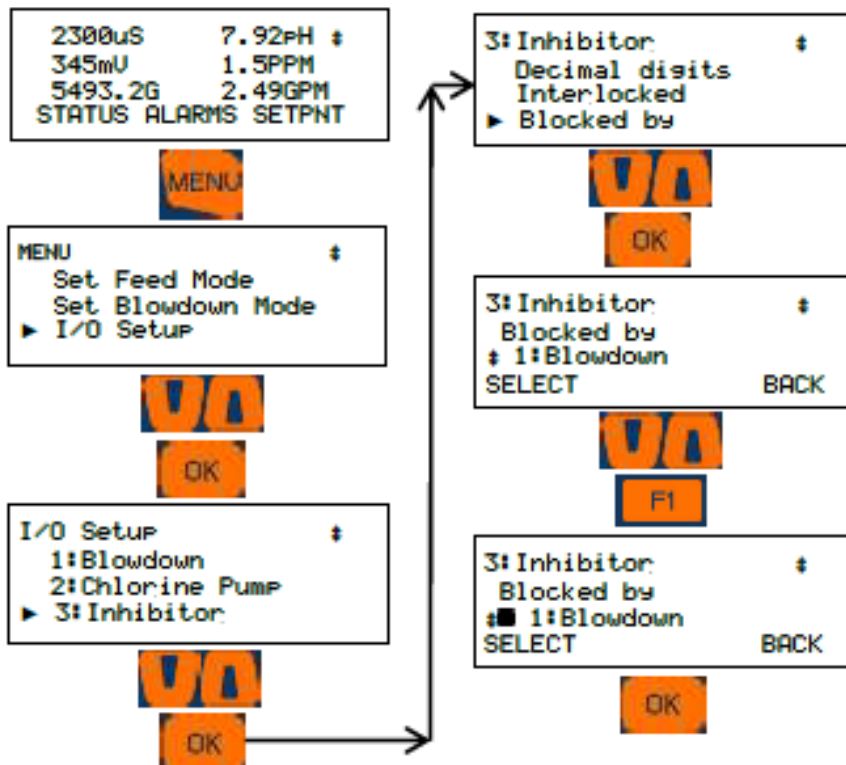 2300uS 7.92pH
345mV 1.5PPM
5493.2G 2.49GPM
STATUS ALARMS SETPNT
MENU
MENU
Set Feed Mode
Set Blowdown Mode
► I/O Setup
OK
I/O Setup
1:Blowdown
2:Chlorine Pump
► 3:Inhibitor
OK
3:Inhibitor
Decimal digits
Interlocked
► Blocked by
OK
3:Inhibitor
Blocked by
1:Blowdown
SELECT BACK
F1
3:Inhibitor
Blocked by
1:Blowdown
SELECT BACK
OK